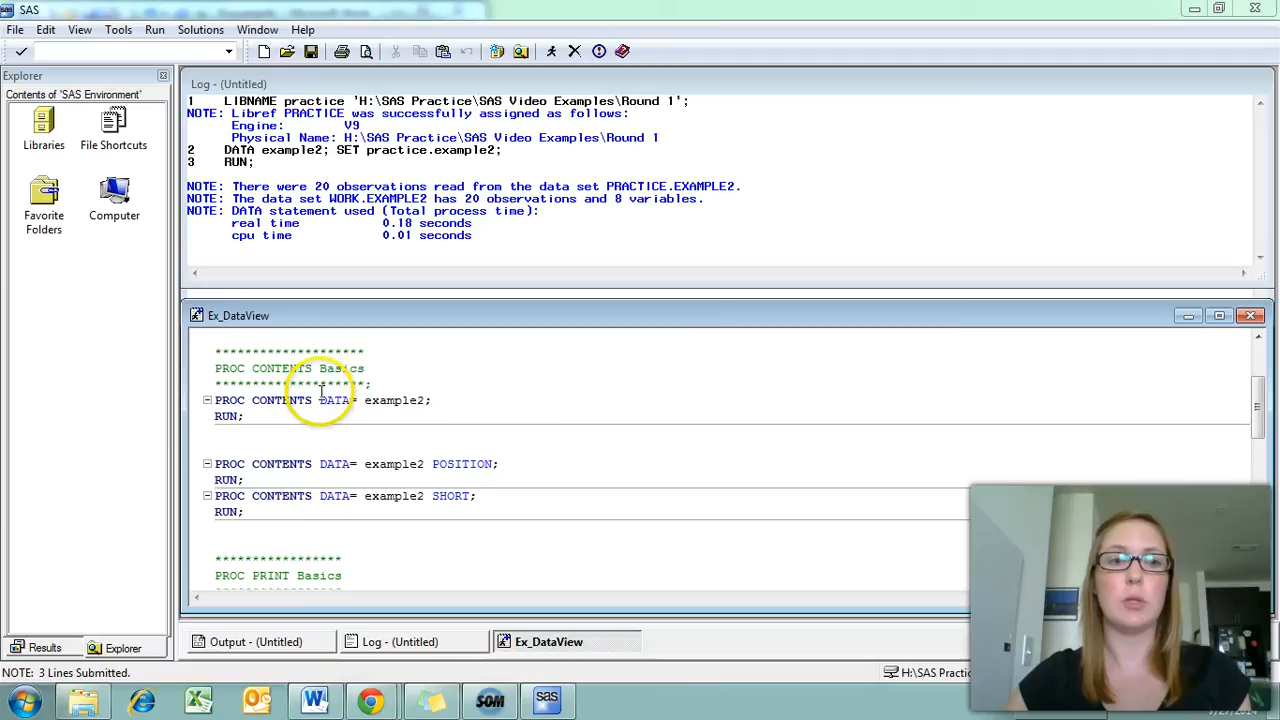 SAS
File Edit View Tools Run Solutions Window Help
Explorer
Contents of 'SAS Environment'
Libraries
File Shortcuts
Favorite Folders
Computer
Log - (Untitled)
1 LIBNAME practice 'H:\SAS Practice\SAS Video Examples\Round 1';
NOTE: Libref PRACTICE was successfully assigned as follows:
Engine: V9
Physical Name: H:\SAS Practice\SAS Video Examples\Round 1
2 DATA example2; SET practice.example2;
3 RUN;
NOTE: There were 20 observations read from the data set PRACTICE.EXAMPLE2.
NOTE: The data set WORK.EXAMPLE2 has 20 observations and 8 variables.
NOTE: DATA statement used (Total process time):
real time 0.18 seconds
cpu time 0.01 seconds
Ex_DataView
********************
PROC CONTENTS Basics
********************;
PROC CONTENTS DATA= example2;
RUN;
PROC CONTENTS DATA= example2 POSITION;
RUN;
PROC CONTENTS DATA= example2 SHORT;
RUN;
*****************
PROC PRINT Basics
*****************
Results
Explorer
Output - (Untitled)
Log - (Untitled)
Ex_DataView
NOTE: 3 Lines Submitted.
H:\SAS Practic
SOM
sas